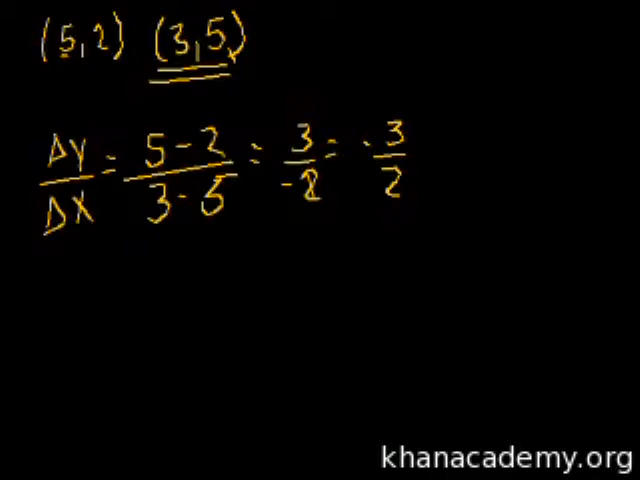 (5,2) (3,5)
Δy/Δx = 5-2/3-5 = 3/-2 = -3/2
khanacademy.org